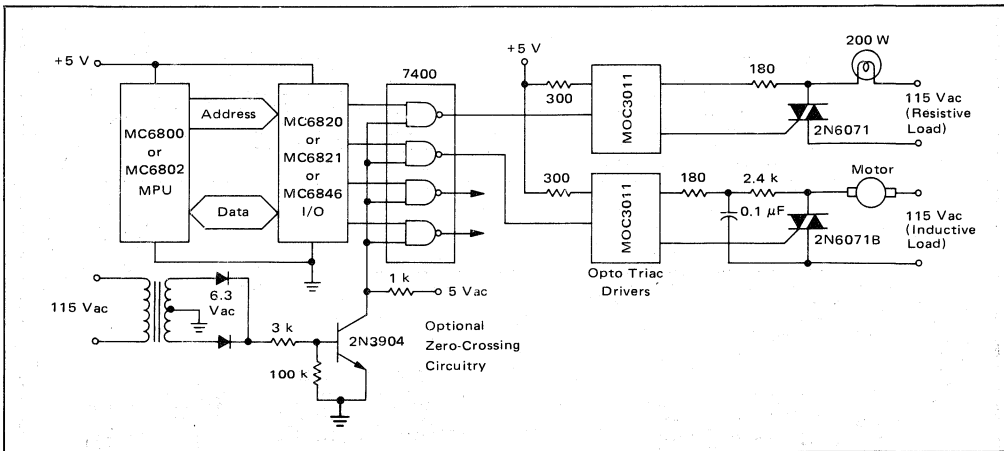 +5 V
MC6800
or
MC6802
MPU
Address
Data
MC6820
or
MC6821
or
MC6846
I/O
7400
+5 V
300
MOC3011
180
200 W
2N6071
115 Vac
(Resistive
Load)
300
MOC3011
180
2.4 k
0.1 μF
Motor
2N6071B
115 Vac
(Inductive
Load)
Opto Triac
Drivers
115 Vac
6.3
Vac
3 k
100 k
1 k
5 Vac
2N3904
Optional
Zero-Crossing
Circuitry